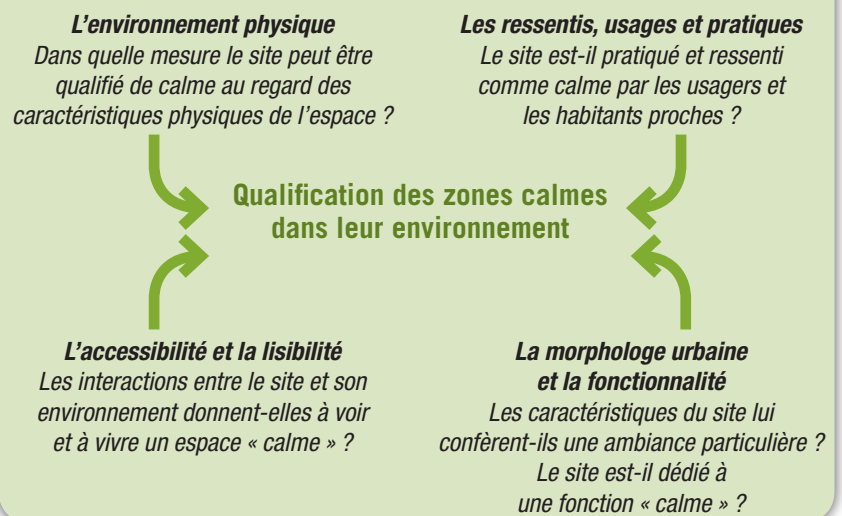 L’environnement physique
Dans quelle mesure le site peut être
qualifié de calme au regard des
caractéristiques physiques de l’espace ?
Les ressentis, usages et pratiques
Le site est-il pratiqué et ressenti
comme calme par les usagers et
les habitants proches ?
Qualification des zones calmes
dans leur environnement
L’accessibilité et la lisibilité
Les interactions entre le site et son
environnement donnent-elles à voir
et à vivre un espace « calme » ?
La morphologe urbaine
et la fonctionnalité
Les caractéristiques du site lui
confèrent-ils une ambiance particulière ?
Le site est-il dédié à
une fonction « calme » ?